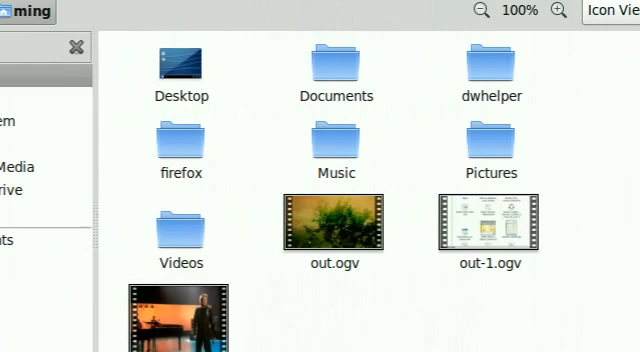 ming
100%
Icon Vie
Desktop
Documents
dwhelper
em
firefox
Music
Pictures
Media
rive
nts
Videos
out.ogv
out-1.ogv